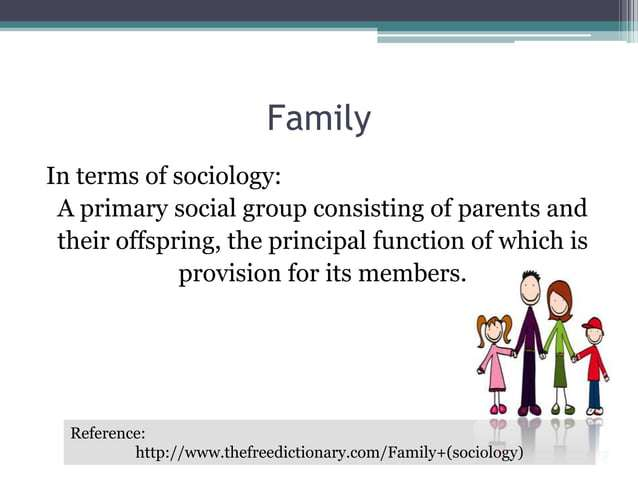 Family
In terms of sociology:
A primary social group consisting of parents and
their offspring, the principal function of which is
provision for its members.
Reference:
http://www.thefreedictionary.com/Family+(sociology)